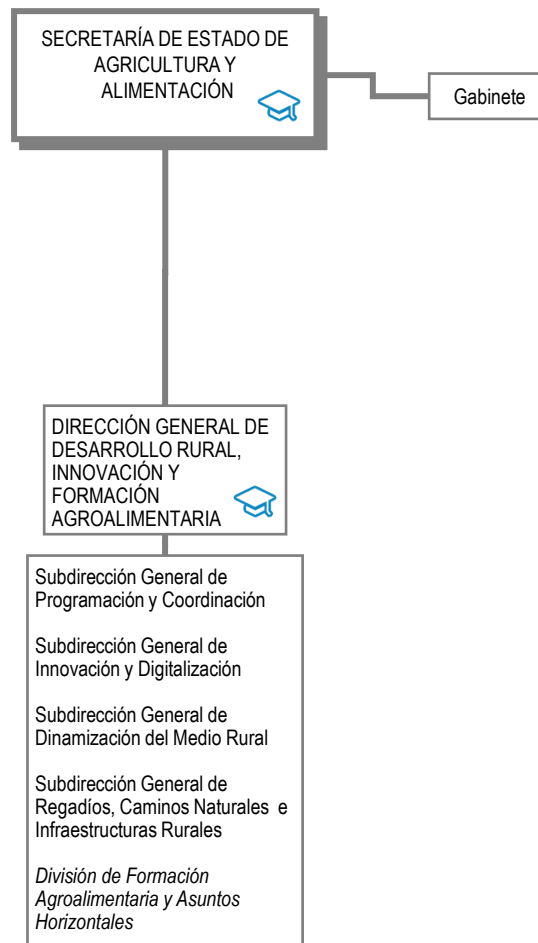 SECRETARÍA DE ESTADO DE
AGRICULTURA Y
ALIMENTACIÓN
Gabinete
DIRECCIÓN GENERAL DE
DESARROLLO RURAL,
INNOVACIÓN Y
FORMACIÓN
AGROALIMENTARIA
Subdirección General de
Programación y Coordinación
Subdirección General de
Innovación y Digitalización
Subdirección General de
Dinamización del Medio Rural
Subdirección General de
Regadíos, Caminos Naturales e
Infraestructuras Rurales
División de Formación
Agroalimentaria y Asuntos
Horizontales